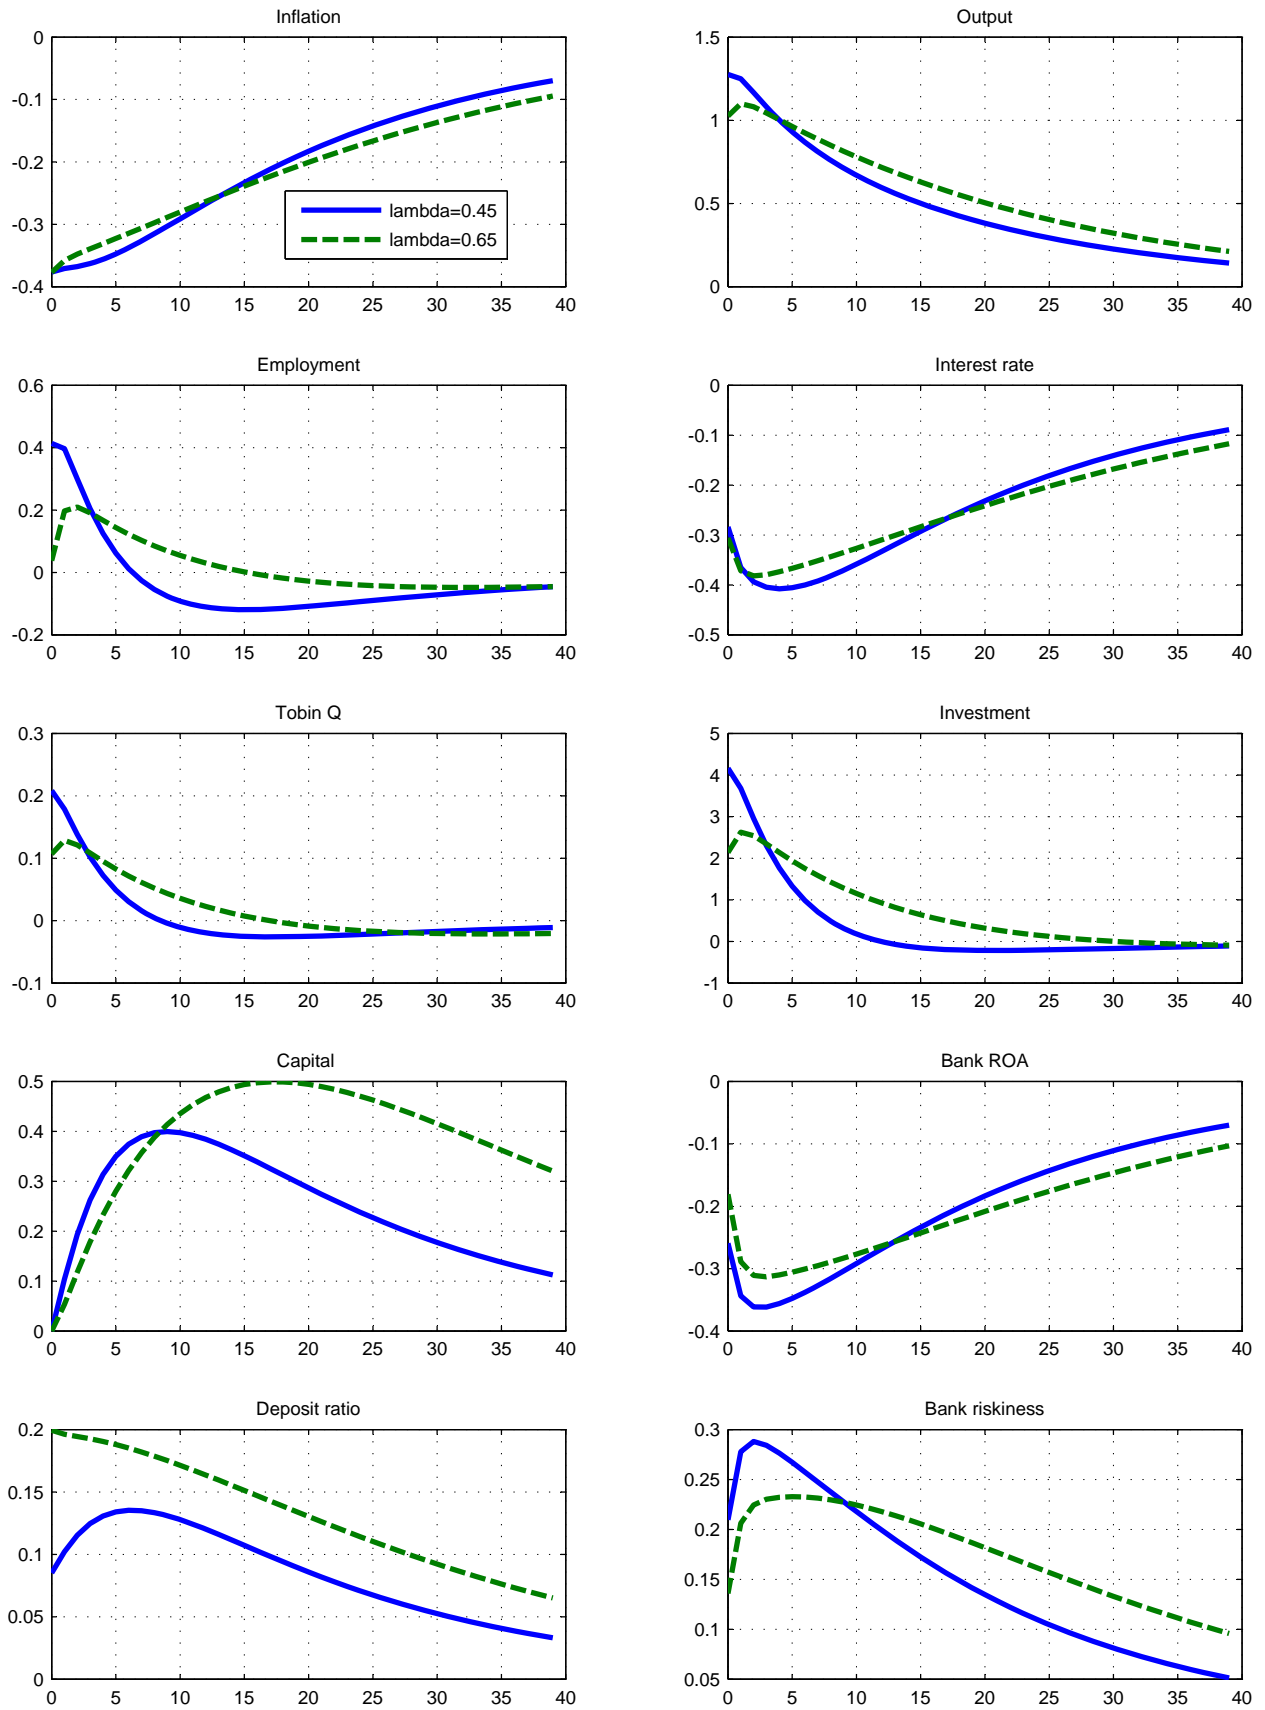 Inflation
0
-0.1
-0.2
-0.3
-0.4
0 5 10 15 20 25 30 35 40
lambda=0.45
lambda=0.65
Output
1.5
1
0.5
0
0 5 10 15 20 25 30 35 40
Employment
0.6
0.4
0.2
0
-0.2
0 5 10 15 20 25 30 35 40
Interest rate
0
-0.1
-0.2
-0.3
-0.4
-0.5
0 5 10 15 20 25 30 35 40
Tobin Q
0.3
0.2
0.1
0
-0.1
0 5 10 15 20 25 30 35 40
Investment
5
4
3
2
1
0
-1
0 5 10 15 20 25 30 35 40
Capital
0.5
0.4
0.3
0.2
0.1
0
0 5 10 15 20 25 30 35 40
Bank ROA
0
-0.1
-0.2
-0.3
-0.4
0 5 10 15 20 25 30 35 40
Deposit ratio
0.2
0.15
0.1
0.05
0
0 5 10 15 20 25 30 35 40
Bank riskiness
0.3
0.25
0.2
0.15
0.1
0.05
0 5 10 15 20 25 30 35 40